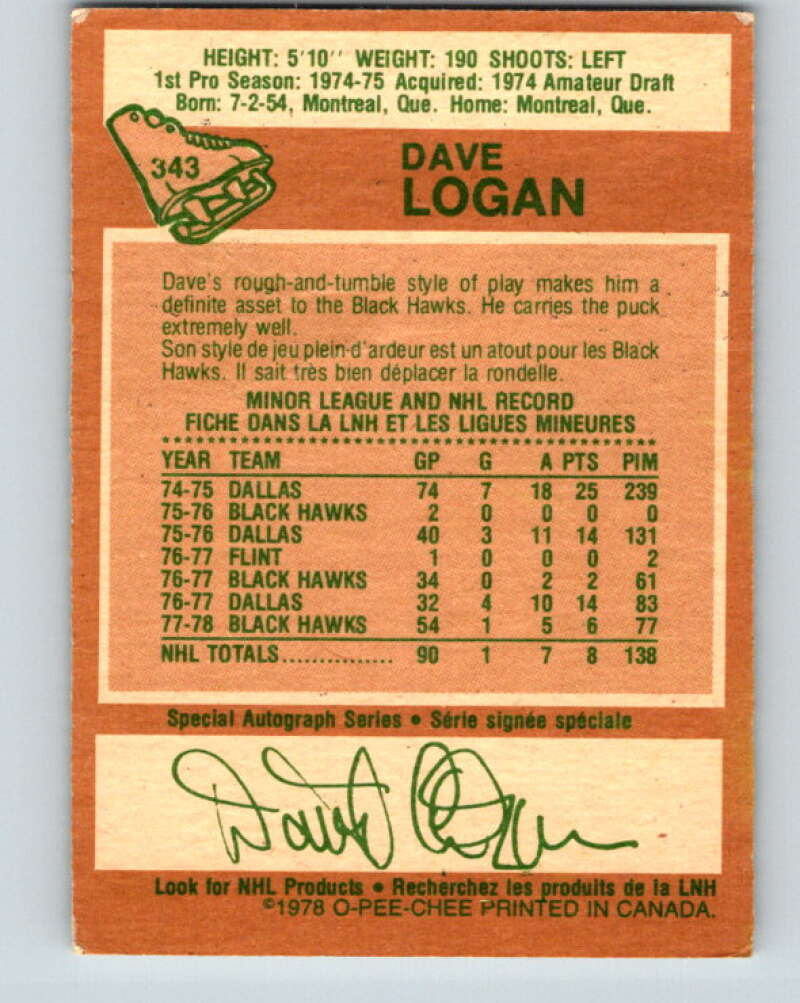 HEIGHT: 5'10" WEIGHT: 190 SHOOTS: LEFT
1st Pro Season: 1974-75 Acquired: 1974 Amateur Draft
Born: 7-2-54, Montreal, Que. Home: Montreal, Que.
343
DAVE
LOGAN
Dave's rough-and-tumble style of play makes him a
definite asset to the Black Hawks. He carries the puck
extremely well.
Son style de jeu plein d'ardeur est un atout pour les Black
Hawks. Il sait très bien déplacer la rondelle.
MINOR LEAGUE AND NHL RECORD
FICHE DANS LA LNH ET LES LIGUES MINEURES
YEAR TEAM GP G A PTS PIM
74-75 DALLAS 74 7 18 25 239
75-76 BLACK HAWKS 2 0 0 0 0
75-76 DALLAS 40 3 11 14 131
76-77 FLINT 1 0 0 0 2
76-77 BLACK HAWKS 34 0 2 2 61
76-77 DALLAS 32 4 10 14 83
77-78 BLACK HAWKS 54 1 5 6 77
NHL TOTALS............... 90 1 7 8 138
Special Autograph Series • Série signée spéciale
Look for NHL Products • Recherchez les produits de la LNH
©1978 O-PEE-CHEE PRINTED IN CANADA.